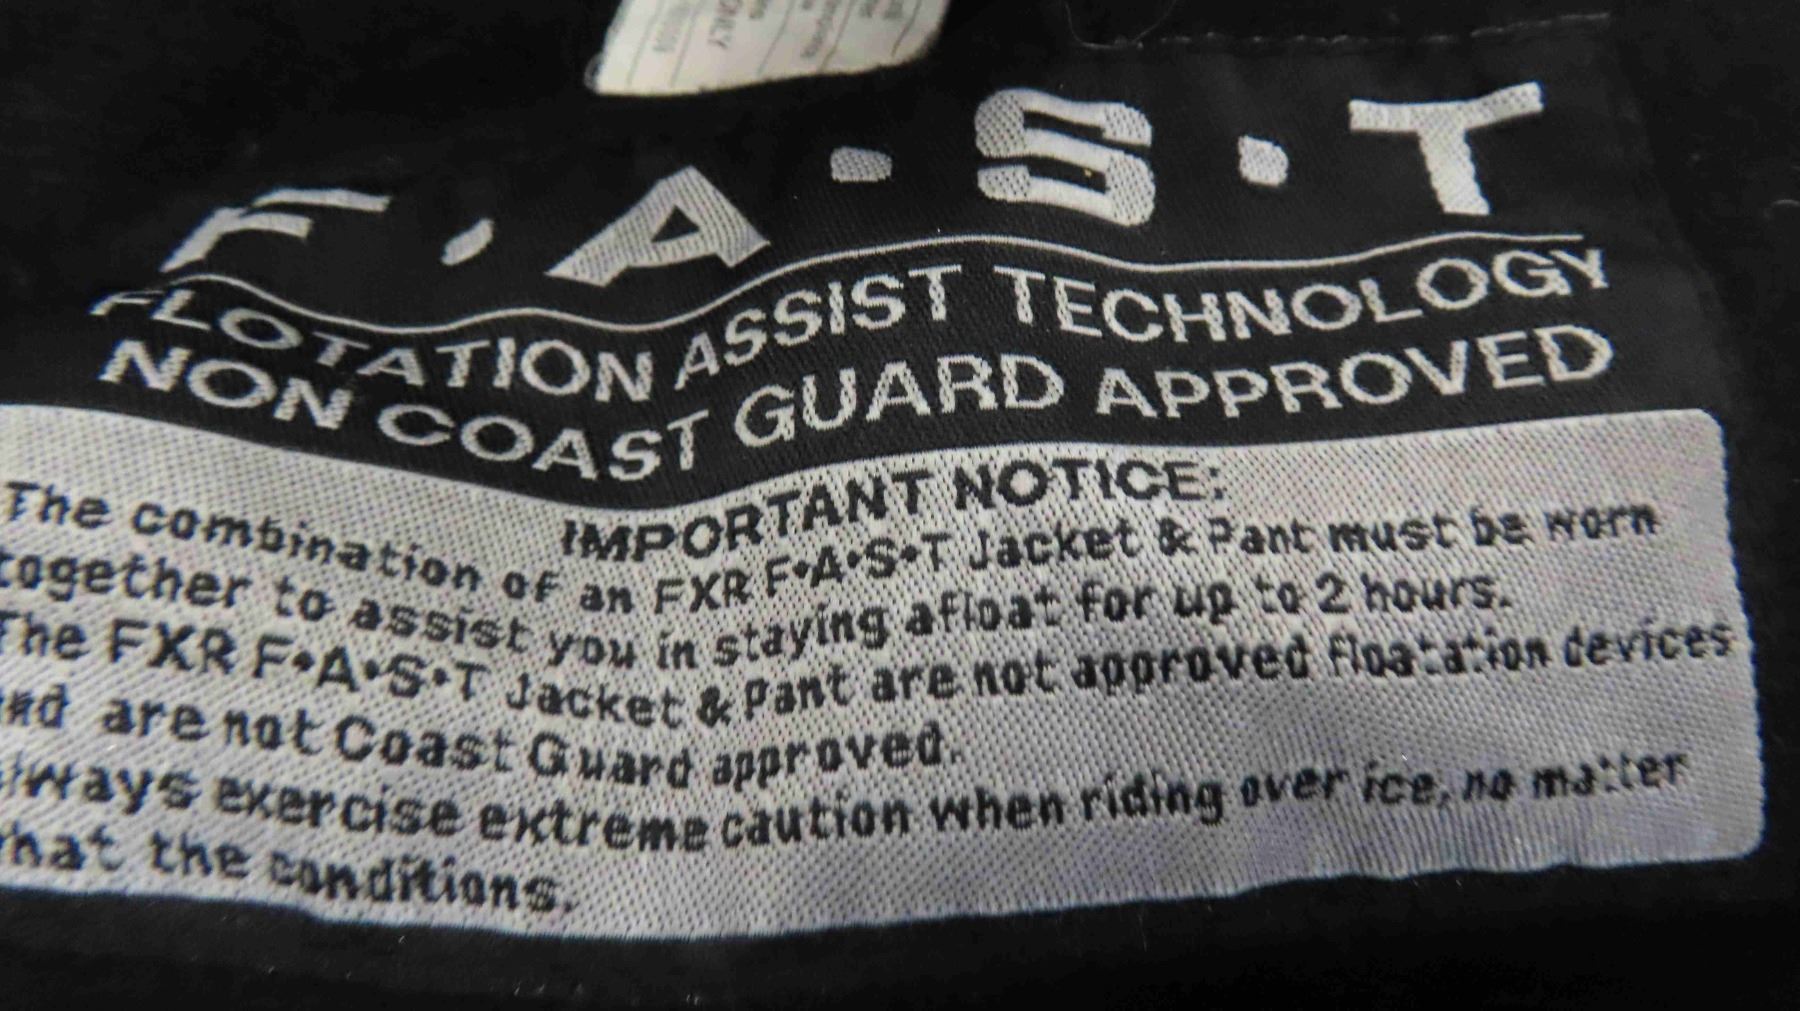 ONLY
F·A·S·T
FLOTATION ASSIST TECHNOLOGY
NON COAST GUARD APPROVED
IMPORTANT NOTICE:
The combination of an FXR F•A•S•T Jacket & Pant must be worn
together to assist you in staying afloat for up to 2 hours.
The FXR F•A•S•T Jacket & Pant are not approved floatation devices
and are not Coast Guard approved.
Always exercise extreme caution when riding over ice, no matter
what the conditions.